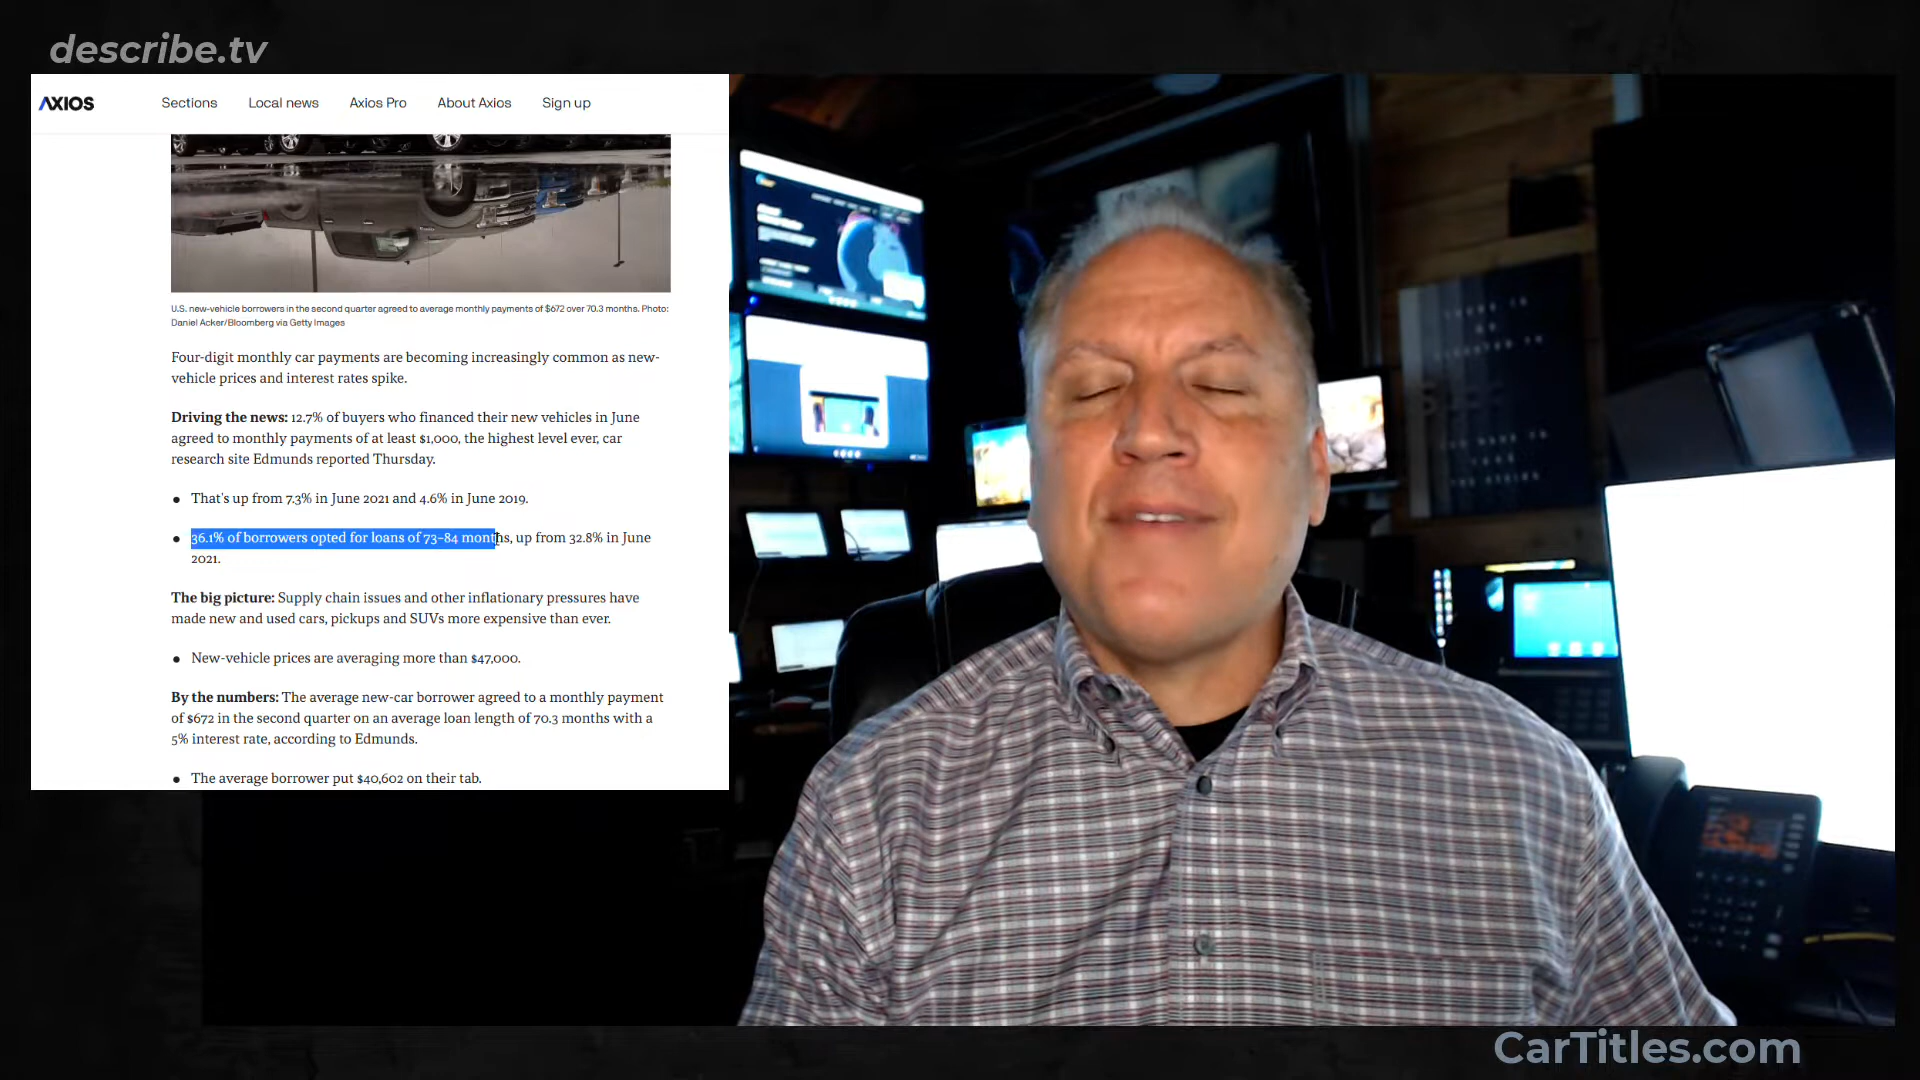 describe.tv
AXIOS
Sections Local news Axios Pro About Axios Sign up
U.S. new-vehicle borrowers in the second quarter agreed to average monthly payments of $672 over 70.3 months. Photo:
Daniel Acker/Bloomberg via Getty Images
Four-digit monthly car payments are becoming increasingly common as new-
vehicle prices and interest rates spike.
Driving the news: 12.7% of buyers who financed their new vehicles in June
agreed to monthly payments of at least $1,000, the highest level ever, car
research site Edmunds reported Thursday.
• That's up from 7.3% in June 2021 and 4.6% in June 2019.
• 36.1% of borrowers opted for loans of 73–84 months, up from 32.8% in June
2021.
The big picture: Supply chain issues and other inflationary pressures have
made new and used cars, pickups and SUVs more expensive than ever.
• New-vehicle prices are averaging more than $47,000.
By the numbers: The average new-car borrower agreed to a monthly payment
of $672 in the second quarter on an average loan length of 70.3 months with a
5% interest rate, according to Edmunds.
• The average borrower put $40,602 on their tab.
CarTitles.com